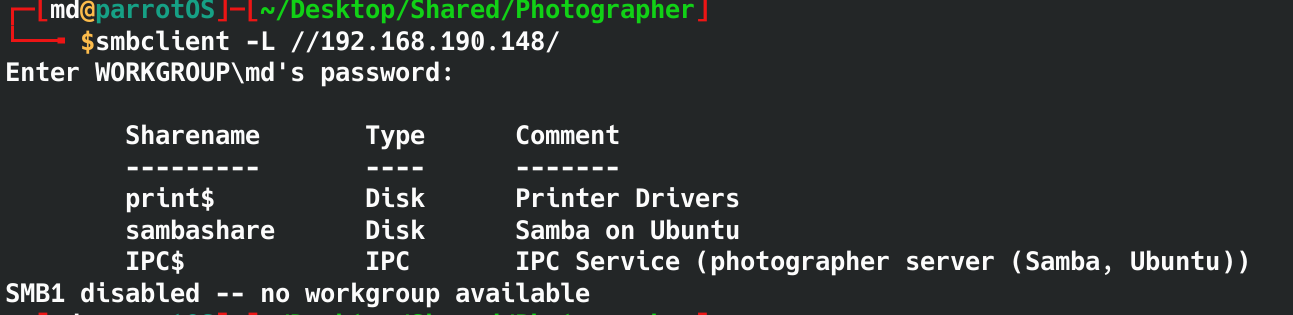 ┌─[md@parrotOS]─[~/Desktop/Shared/Photographer]
└──╼ $smbclient -L //192.168.190.148/
Enter WORKGROUP\md's password:
Sharename Type Comment
--------- ---- -------
print$ Disk Printer Drivers
sambashare Disk Samba on Ubuntu
IPC$ IPC IPC Service (photographer server (Samba, Ubuntu))
SMB1 disabled -- no workgroup available